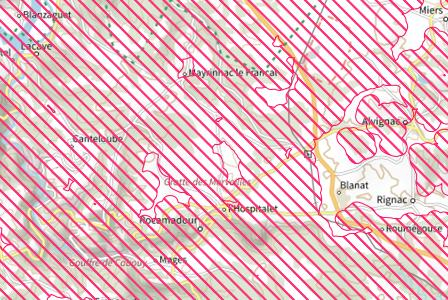 Miers
Blanzaguet
Lacave
Mayrinhac le Francal
Alvignac
Canteloube
Grotte des Merveilles
Blanat
Rignac
l'Hospitalet
Rocamadour
Roumégouse
Gouffre de Cabouy
Mages